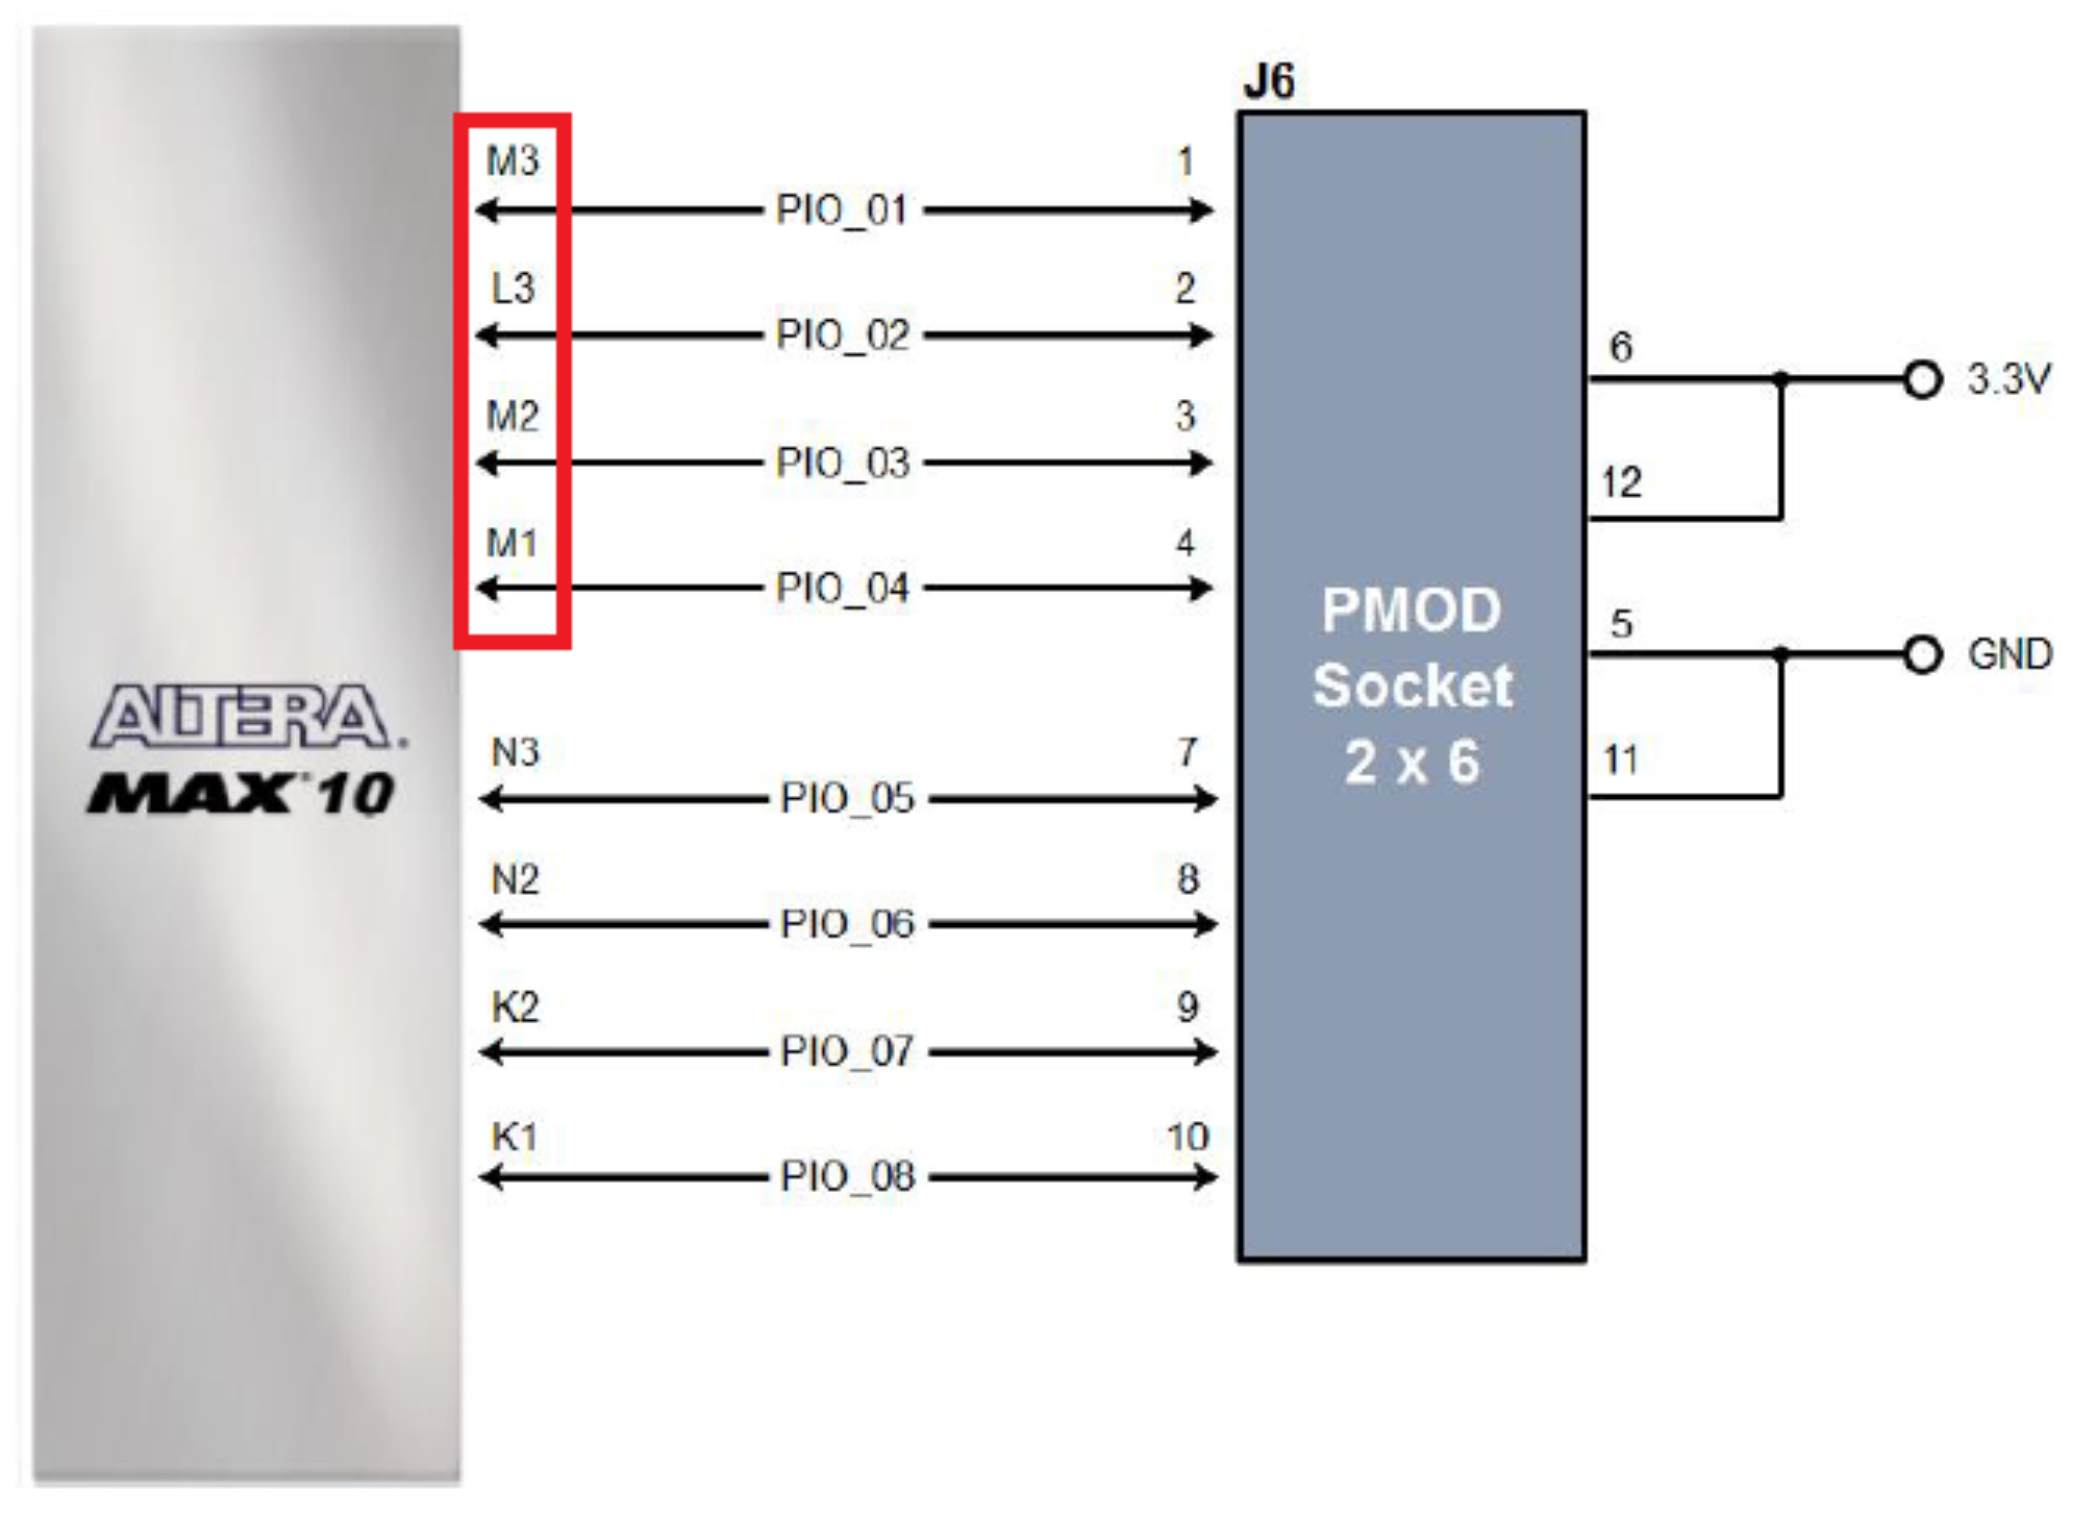 J6
M3
1
PIO_01
L3
2
PIO_02
6
3.3V
M2
3
PIO_03
12
M1
4
PIO_04
PMOD
Socket
2 x 6
5
GND
ALTERA.
MAX 10
N3
7
PIO_05
11
N2
8
PIO_06
K2
9
PIO_07
K1
10
PIO_08